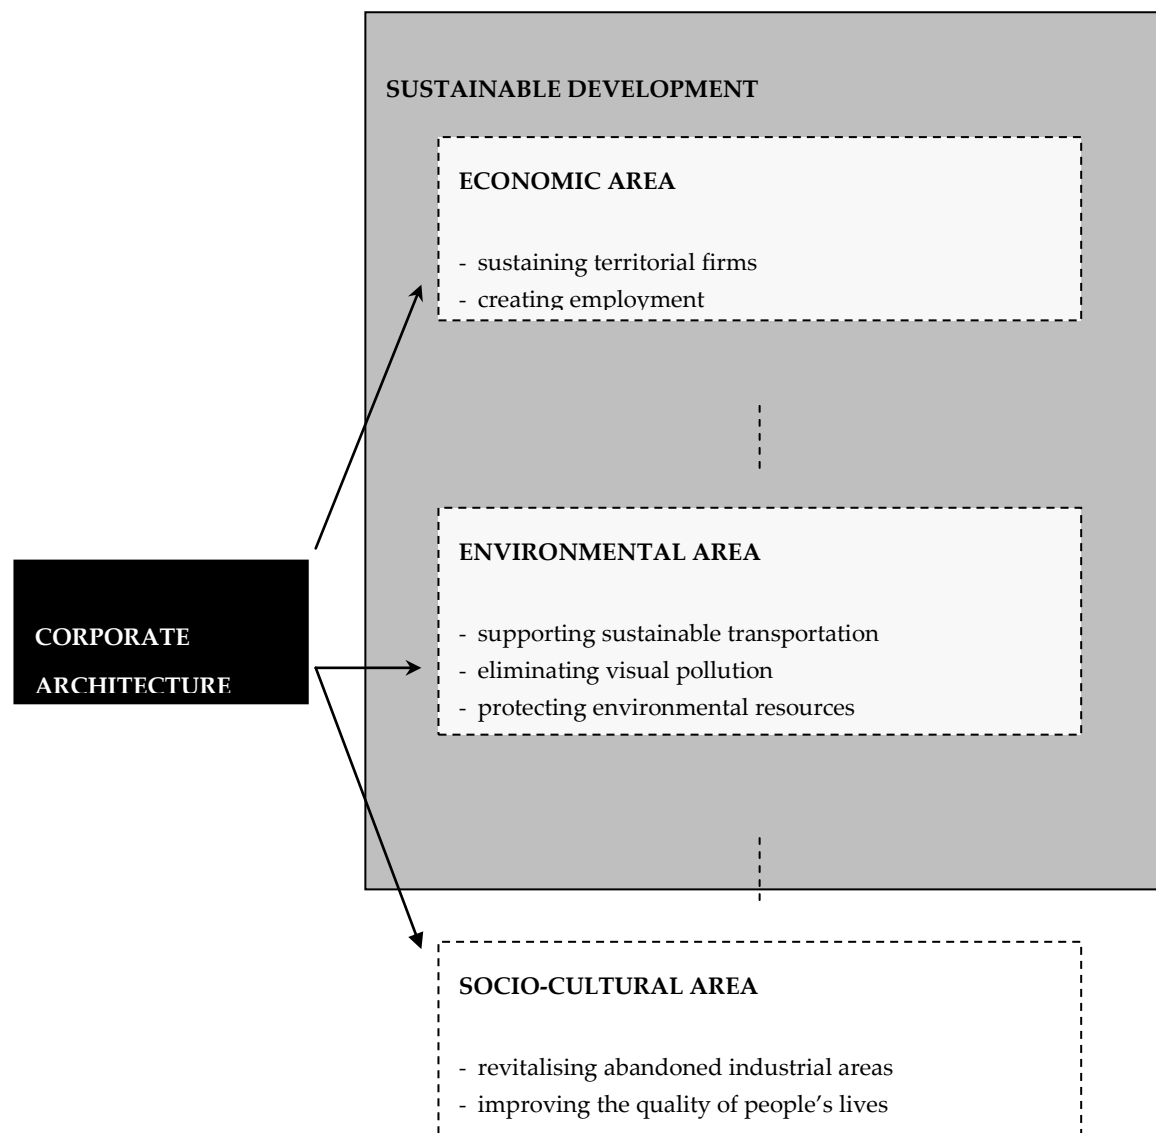 SUSTAINABLE DEVELOPMENT
ECONOMIC AREA
- sustaining territorial firms
- creating employment
ENVIRONMENTAL AREA
- supporting sustainable transportation
- eliminating visual pollution
- protecting environmental resources
CORPORATE
ARCHITECTURE
SOCIO-CULTURAL AREA
- revitalising abandoned industrial areas
- improving the quality of people's lives